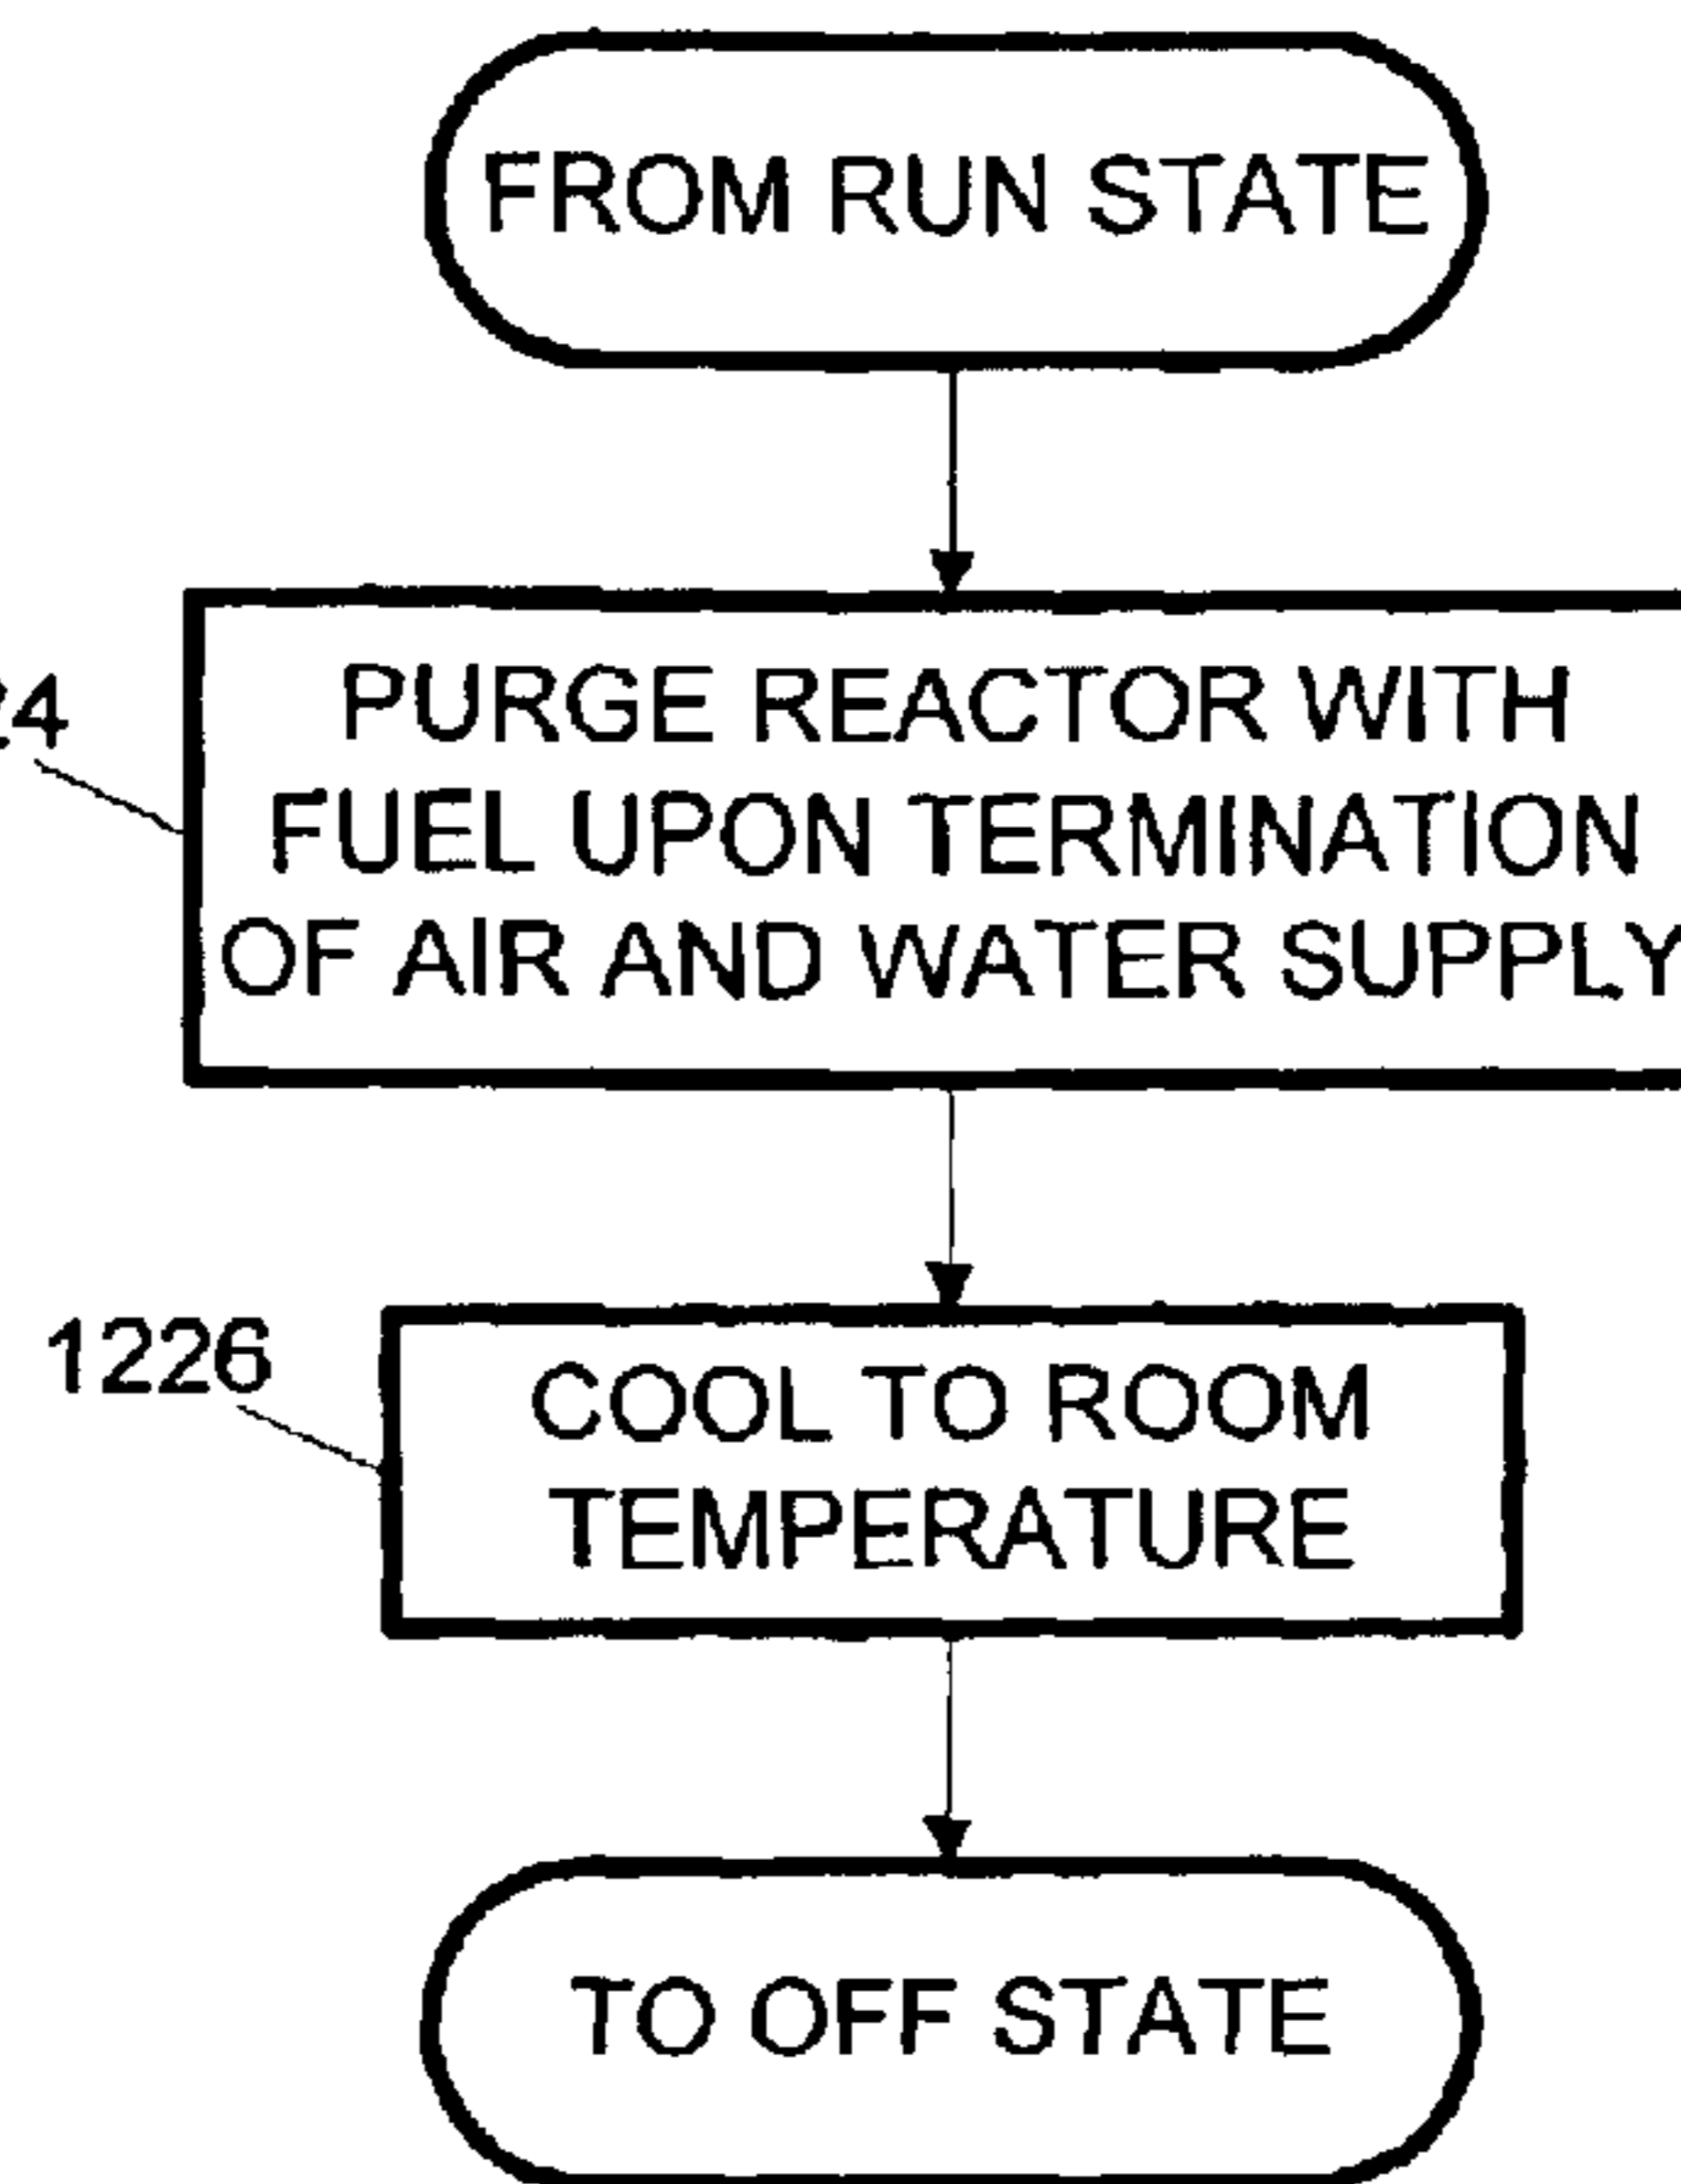 FROM RUN STATE
PURGE REACTOR WITH
FUEL UPON TERMINATION
OF AIR AND WATER SUPPLY
1226
COOL TO ROOM
TEMPERATURE
TO OFF STATE